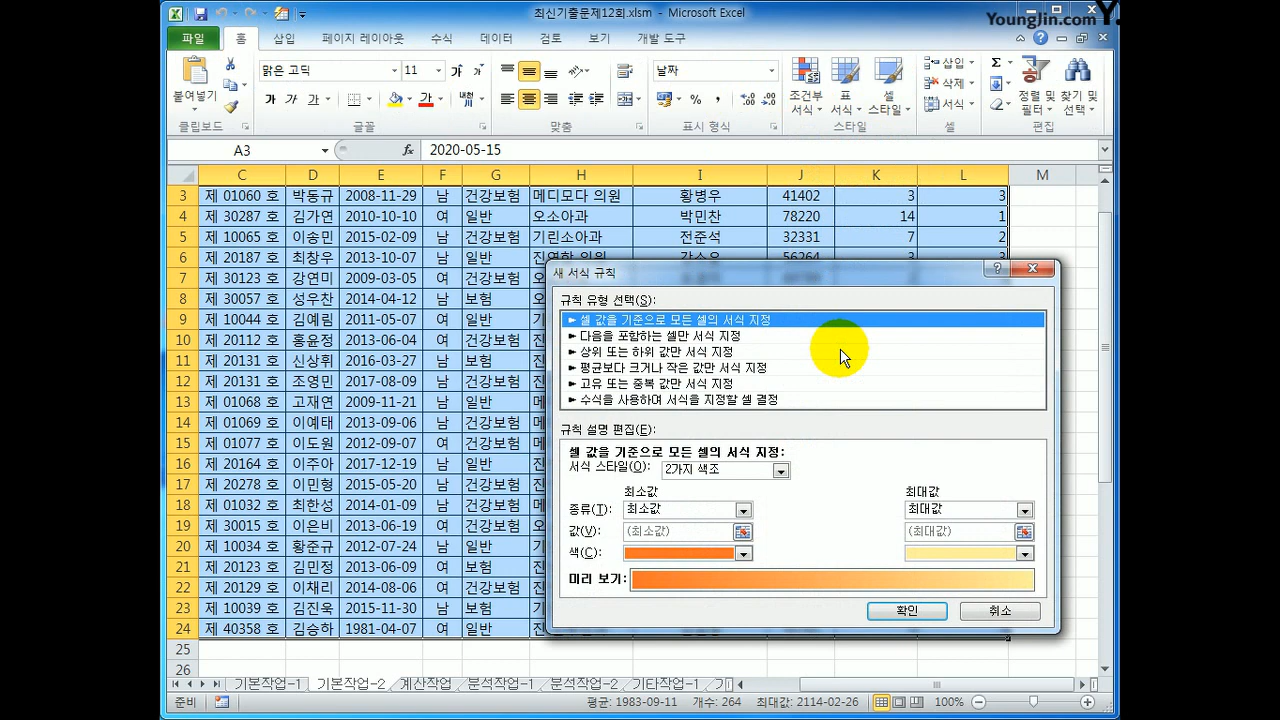 최신기출문제12회.xlsm - Microsoft Excel
YoungJin.com Y.
파일 홈 삽입 페이지 레이아웃 수식 데이터 검토 보기 개발 도구
맑은 고딕 11 날짜
붙여넣기 가 가 가 내천 % , 조건부 서식 표 서식 셀 스타일 삽입 삭제 서식 Σ 정렬 및 필터 찾기 및 선택
클립보드 글꼴 맞춤 표시 형식 스타일 셀 편집
A3 fx 2020-05-15
C D E F G H I J K L M
3 제 01060 호 박동규 2008-11-29 남 건강보험 메디모다 의원 황병우 41402 3 3
4 제 30287 호 김가연 2010-10-10 여 일반 오소아과 박민찬 78220 14 1
5 제 10065 호 이송민 2015-02-09 남 건강보험 기린소아과 전준석 32331 7 2
6 제 20187 호 최창우 2013-10-07 남 일반
7 제 30123 호 강연미 2009-03-05 여 건강보험
8 제 30057 호 성우찬 2014-04-12 남 보험
9 제 10044 호 김예림 2011-05-07 여 일반
10 제 20112 호 홍윤정 2013-06-04 여 건강보험
11 제 20131 호 신상휘 2016-03-27 남 보험
12 제 20131 호 조영민 2017-08-09 남 건강보험
13 제 01068 호 고재연 2009-11-21 남 일반
14 제 01069 호 이예태 2013-09-06 남 건강보험
15 제 01077 호 이도원 2012-09-07 여 건강보험
16 제 20164 호 이주아 2017-12-19 남 일반
17 제 20278 호 이민형 2015-05-20 남 건강보험
18 제 01032 호 최한성 2014-01-09 남 건강보험
19 제 30015 호 이은비 2013-06-19 여 건강보험
20 제 10034 호 황준규 2012-07-24 남 일반
21 제 20123 호 김민정 2013-06-09 여 보험
22 제 20129 호 이채리 2014-08-06 여 건강보험
23 제 10039 호 김진욱 2015-11-30 남 보험
24 제 40358 호 김승하 1981-04-07 여 일반
25
26
새 서식 규칙
규칙 유형 선택(S):
► 셀 값을 기준으로 모든 셀의 서식 지정
► 다음을 포함하는 셀만 서식 지정
► 상위 또는 하위 값만 서식 지정
► 평균보다 크거나 작은 값만 서식 지정
► 고유 또는 중복 값만 서식 지정
► 수식을 사용하여 서식을 지정할 셀 결정
규칙 설명 편집(E):
셀 값을 기준으로 모든 셀의 서식 지정:
서식 스타일(O): 2가지 색조
최소값 최대값
종류(T): 최소값 최대값
값(V): (최소값) (최대값)
색(C):
미리 보기:
확인 취소
기본작업-1 기본작업-2 계산작업 분석작업-1 분석작업-2 기타작업-1
준비 평균: 1983-09-11 개수: 264 최대값: 2114-02-26 100%